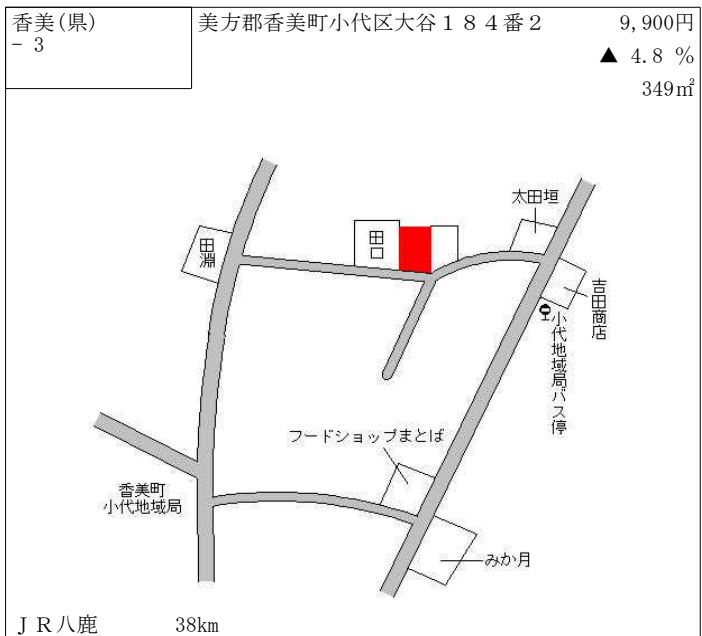 香美(県)
－ 3
美方郡香美町小代区大谷１８４番２
9,900円
▲ 4.8 %
349㎡
太田垣
田口
田淵
吉田商店
小代地域局バス停
フードショップまとば
香美町
小代地域局
みか月
ＪＲ八鹿 38km